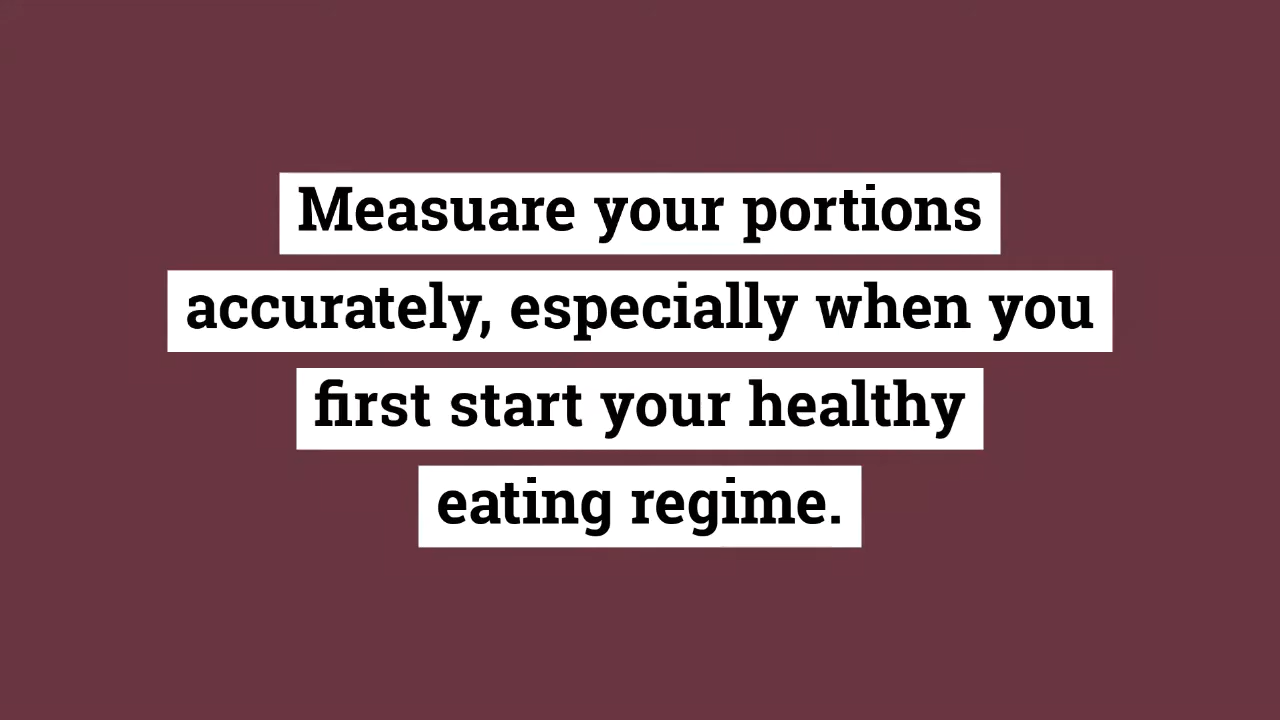 Measuare your portions
accurately, especially when you
first start your healthy
eating regime.